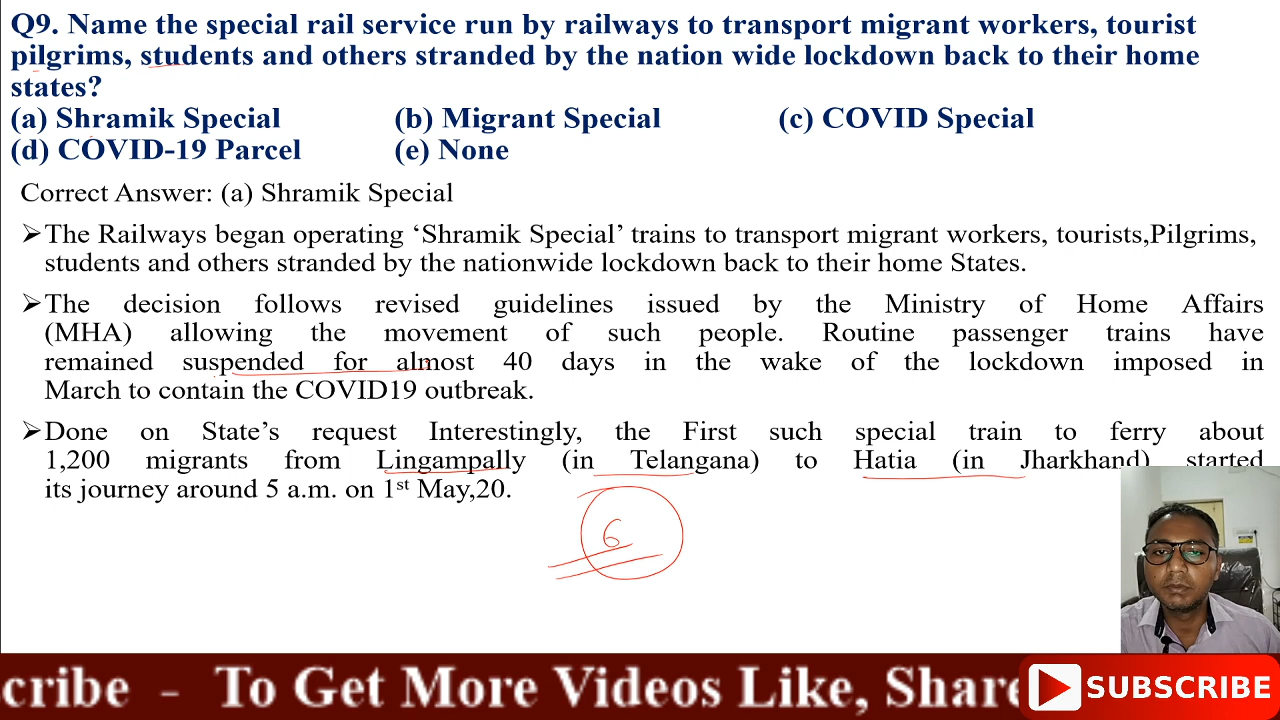 Q9. Name the special rail service run by railways to transport migrant workers, tourist
pilgrims, students and others stranded by the nation wide lockdown back to their home
states?
(a) Shramik Special (b) Migrant Special (c) COVID Special
(d) COVID-19 Parcel (e) None
Correct Answer: (a) Shramik Special
➢The Railways began operating ‘Shramik Special’ trains to transport migrant workers, tourists,Pilgrims,
students and others stranded by the nationwide lockdown back to their home States.
➢The decision follows revised guidelines issued by the Ministry of Home Affairs
(MHA) allowing the movement of such people. Routine passenger trains have
remained suspended for almost 40 days in the wake of the lockdown imposed in
March to contain the COVID19 outbreak.
➢Done on State’s request Interestingly, the First such special train to ferry about
1,200 migrants from Lingampally (in Telangana) to Hatia (in Jharkhand) started
its journey around 5 a.m. on 1st May,20.
6
cribe - To Get More Videos Like, Share
SUBSCRIBE